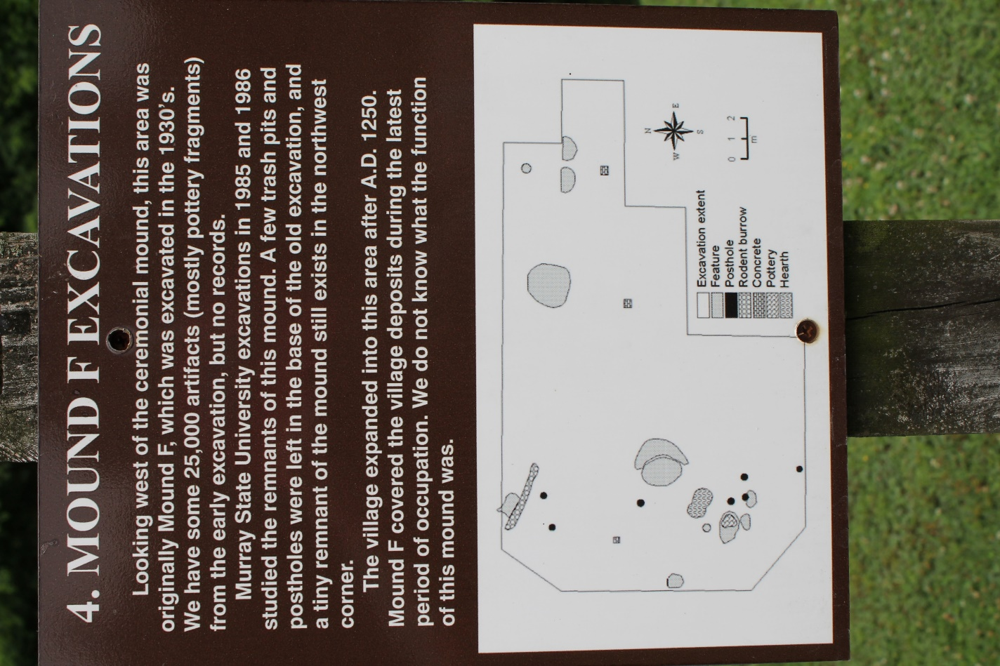 4. MOUND F EXCAVATIONS
Looking west of the ceremonial mound, this area was
originally Mound F, which was excavated in the 1930's.
We have some 25,000 artifacts (mostly pottery fragments)
from the early excavation, but no records.
Murray State University excavations in 1985 and 1986
studied the remnants of this mound. A few trash pits and
postholes were left in the base of the old excavation, and
a tiny remnant of the mound still exists in the northwest
corner.
The village expanded into this area after A.D. 1250.
Mound F covered the village deposits during the latest
period of occupation. We do not know what the function
of this mound was.
N
W E
S
0 1 2
m
Excavation extent
Feature
Posthole
Rodent burrow
Concrete
Pottery
Hearth